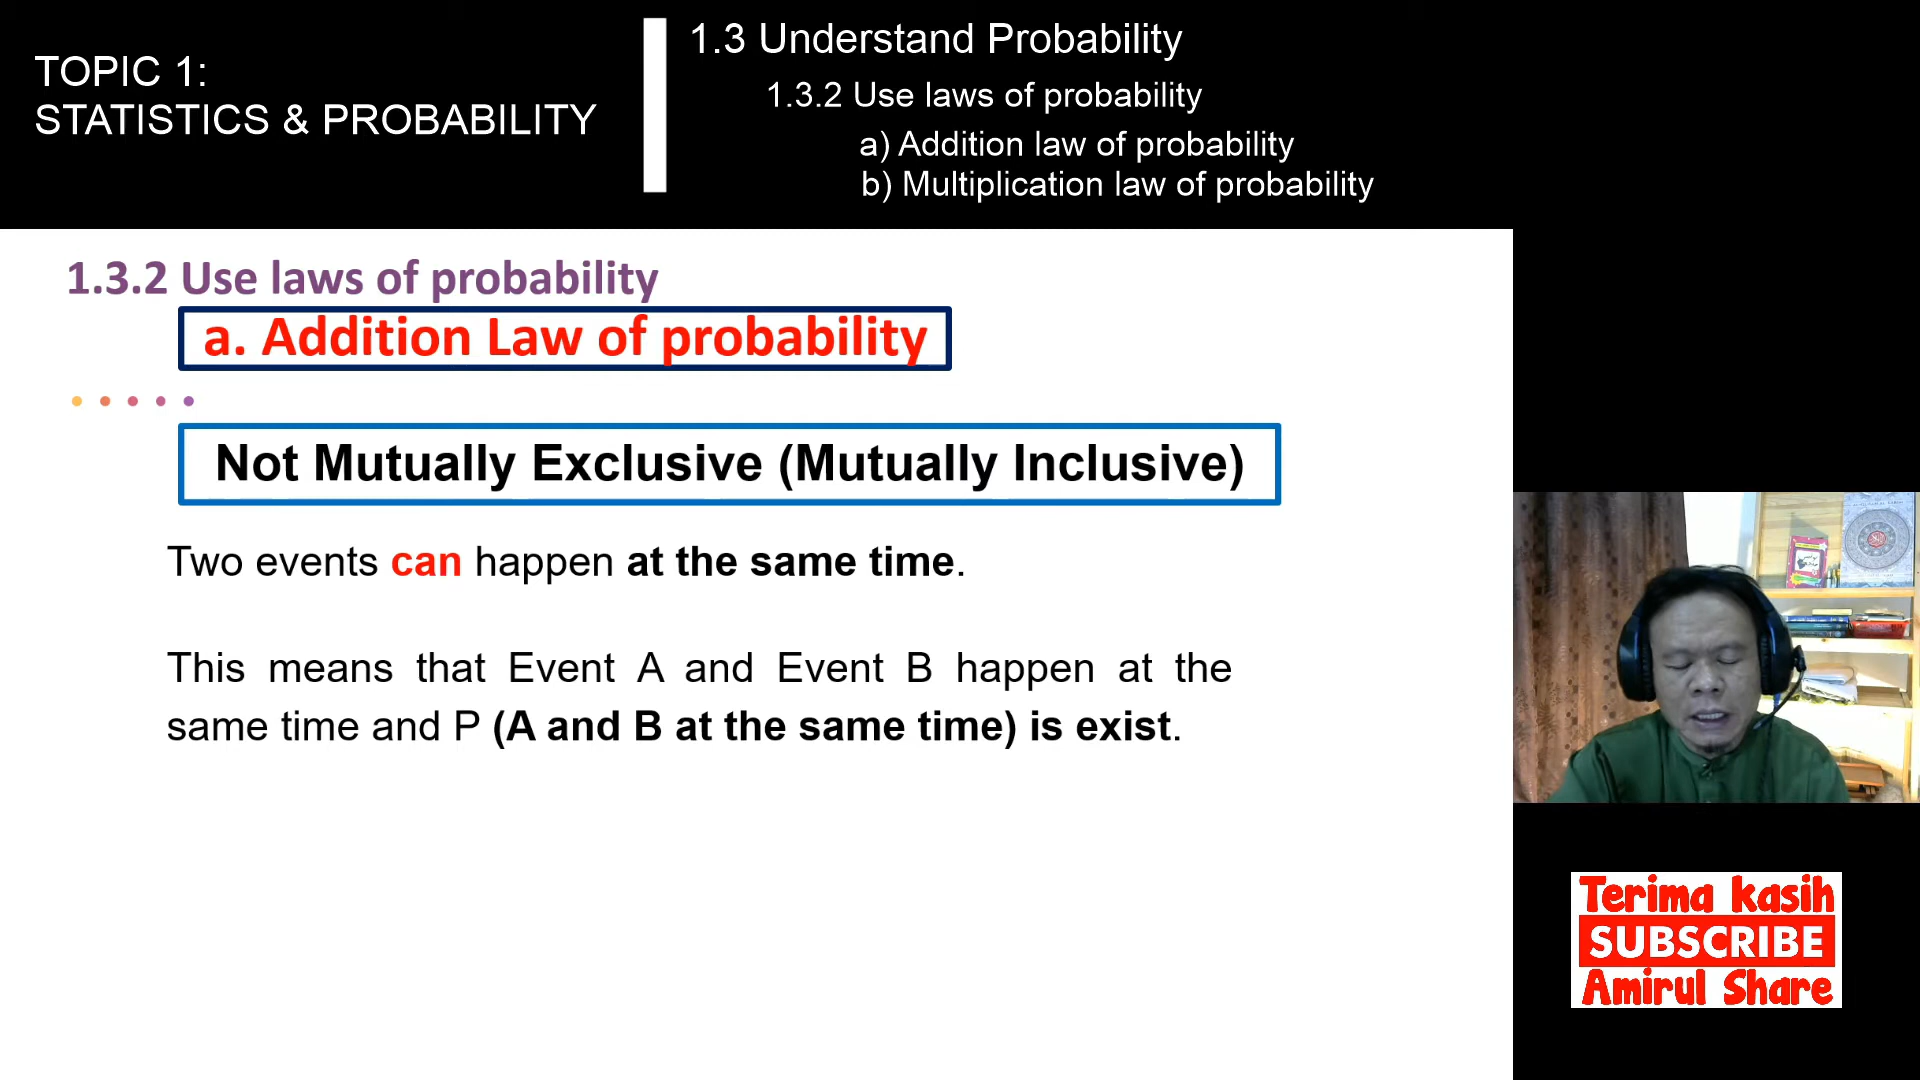 TOPIC 1:
STATISTICS & PROBABILITY
1.3 Understand Probability
1.3.2 Use laws of probability
a) Addition law of probability
b) Multiplication law of probability
1.3.2 Use laws of probability
a. Addition Law of probability
Not Mutually Exclusive (Mutually Inclusive)
Two events can happen at the same time.
This means that Event A and Event B happen at the
same time and P (A and B at the same time) is exist.
Terima kasih
SUBSCRIBE
Amirul Share